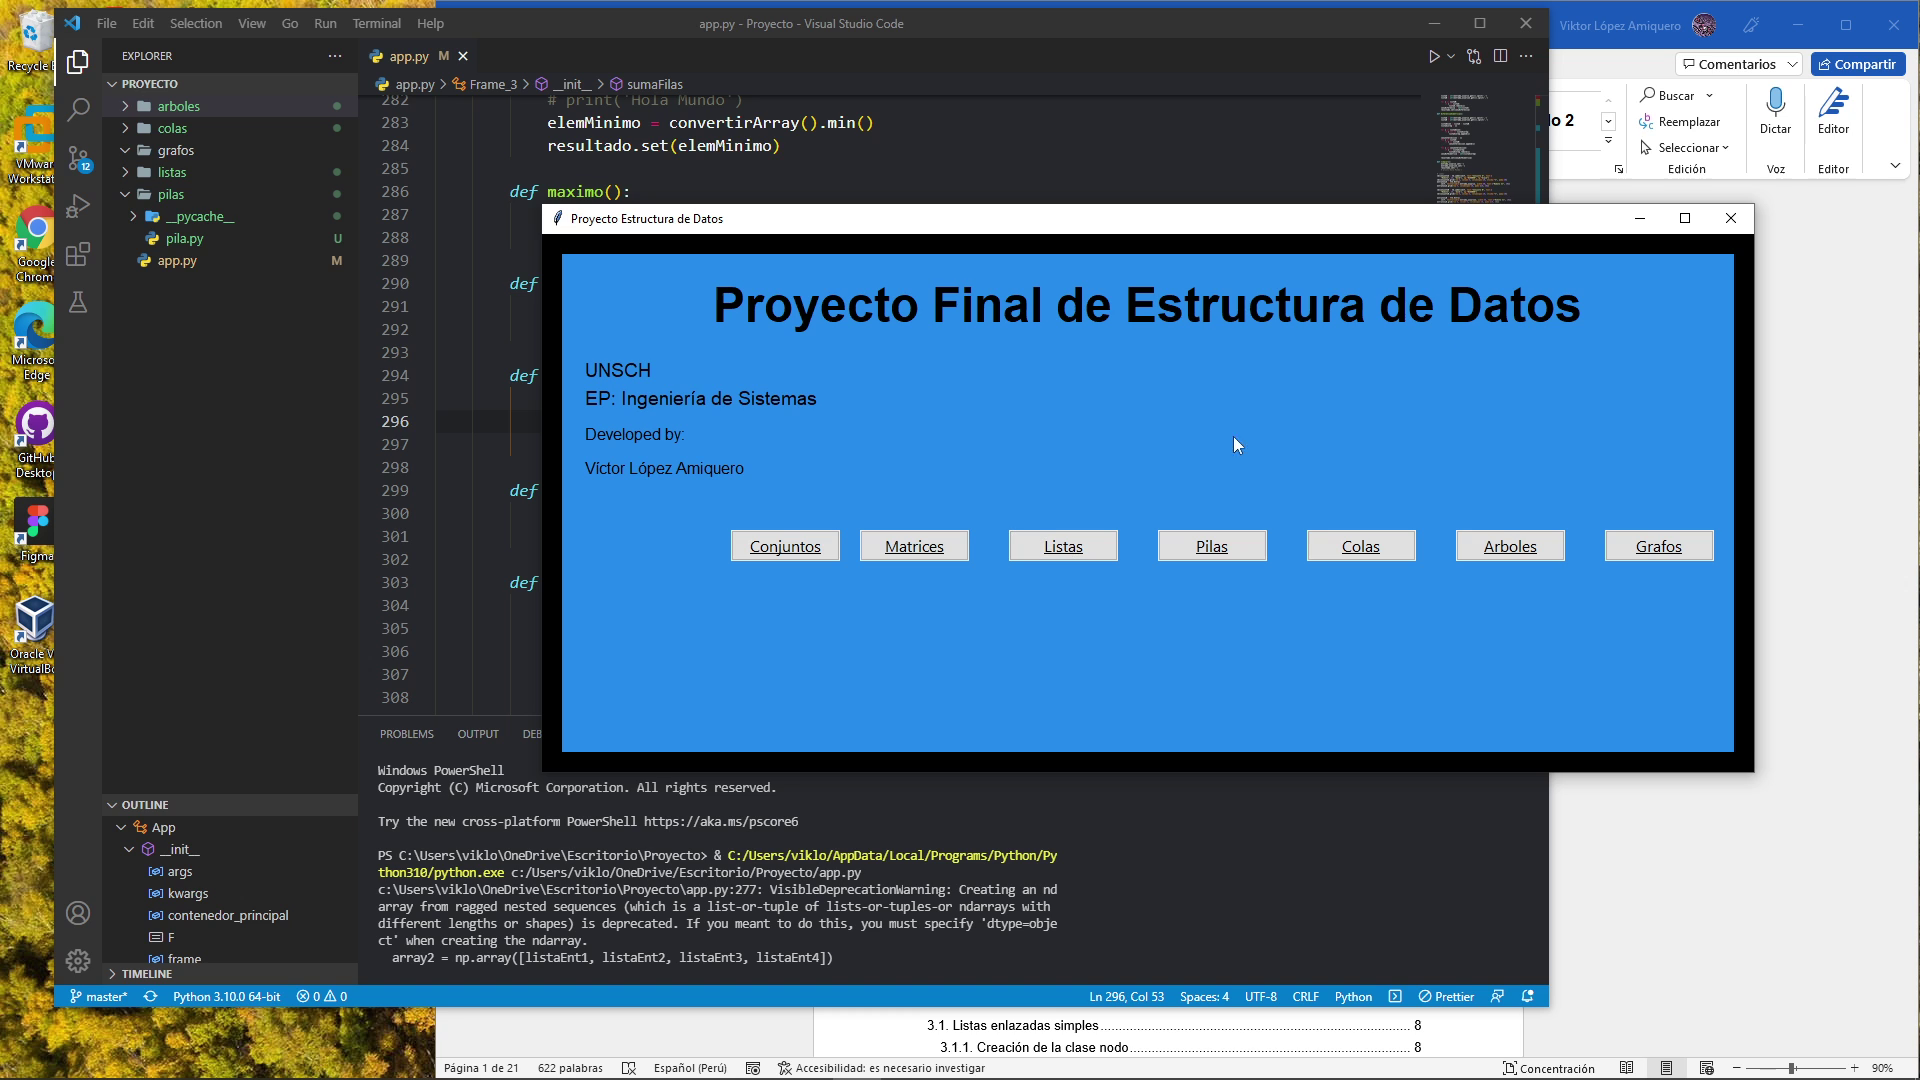 Recycle
VMwar
Workstat
Google
Chrom
Microso
Edge
GitHub
Deskto
Figma
Oracle V
VirtualBo
File Edit Selection View Go Run Terminal Help
app.py - Proyecto - Visual Studio Code
Viktor López Amiquero
Comentarios
Compartir
Buscar
Reemplazar
Seleccionar
Edición
Dictar
Voz
Editor
Editor
o 2
EXPLORER
PROYECTO
arboles
colas
grafos
listas
pilas
__pycache__
pila.py U
app.py M
12
app.py M
app.py > Frame_3 > __init__ > sumaFilas
282 # print('Hola Mundo')
283 elemMinimo = convertirArray().min()
284 resultado.set(elemMinimo)
285
286 def maximo():
287
288
289
290 def
291
292
293
294 def
295
296
297
298
299 def
300
301
302
303 def
304
305
306
307
308
Proyecto Estructura de Datos
Proyecto Final de Estructura de Datos
UNSCH
EP: Ingeniería de Sistemas
Developed by:
Víctor López Amiquero
Conjuntos Matrices Listas Pilas Colas Arboles Grafos
PROBLEMS OUTPUT DEB
Windows PowerShell
Copyright (C) Microsoft Corporation. All rights reserved.
Try the new cross-platform PowerShell https://aka.ms/pscore6
PS C:\Users\viklo\OneDrive\Escritorio\Proyecto> & C:/Users/viklo/AppData/Local/Programs/Python/Py
thon310/python.exe c:/Users/viklo/OneDrive/Escritorio/Proyecto/app.py
c:\Users\viklo\OneDrive\Escritorio\Proyecto\app.py:277: VisibleDeprecationWarning: Creating an nd
array from ragged nested sequences (which is a list-or-tuple of lists-or-tuples-or ndarrays with
different lengths or shapes) is deprecated. If you meant to do this, you must specify 'dtype=obje
ct' when creating the ndarray.
array2 = np.array([listaEnt1, listaEnt2, listaEnt3, listaEnt4])
OUTLINE
App
__init__
args
kwargs
contenedor_principal
F
frame
TIMELINE
master* Python 3.10.0 64-bit 0 0
Ln 296, Col 53 Spaces: 4 UTF-8 CRLF Python Prettier
3.1. Listas enlazadas simples 8
3.1.1. Creación de la clase nodo 8
Página 1 de 21 622 palabras Español (Perú) Accesibilidad: es necesario investigar Concentración 90%